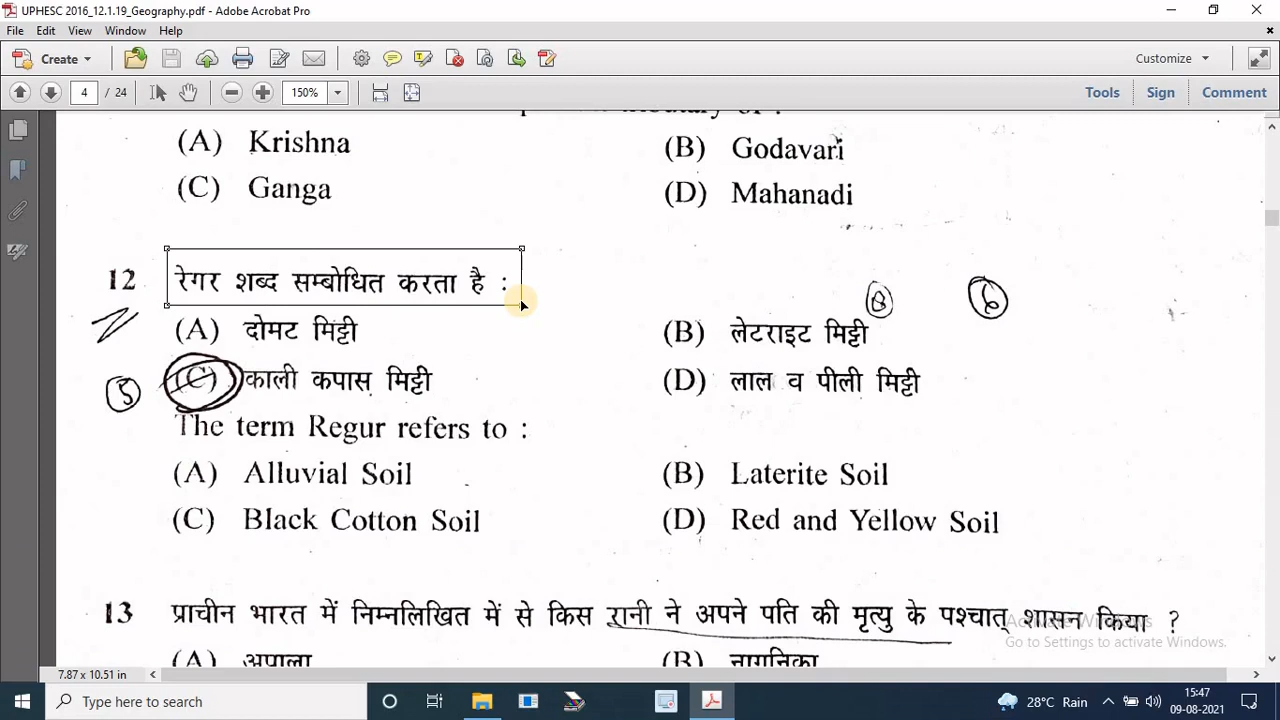 UPHESC 2016_12.1.19_Geography.pdf - Adobe Acrobat Pro
File Edit View Window Help
Create Customize
4 / 24 150% Tools Sign Comment
(A) Krishna (B) Godavari
(C) Ganga (D) Mahanadi
12 रेगर शब्द सम्बोधित करता है :
(A) दोमट मिट्टी (B) लेटराइट मिट्टी
(C) काली कपास मिट्टी (D) लाल व पीली मिट्टी
The term Regur refers to :
(A) Alluvial Soil (B) Laterite Soil
(C) Black Cotton Soil (D) Red and Yellow Soil
13 प्राचीन भारत में निम्नलिखित में से किस रानी ने अपने पति की मृत्यु के पश्चात् शासन किया ?
Activate Windows
Go to Settings to activate Windows.
(A) अपाला (B) नागनिका
7.87 x 10.51 in
Type here to search 28°C Rain 15:47
09-08-2021